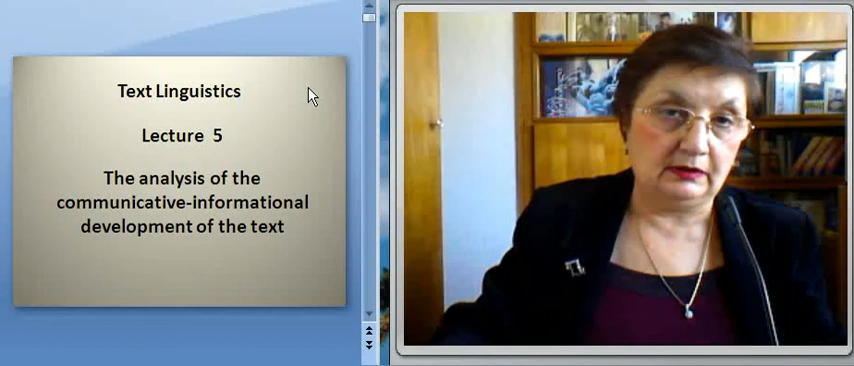 Text Linguistics
Lecture 5
The analysis of the
communicative-informational
development of the text